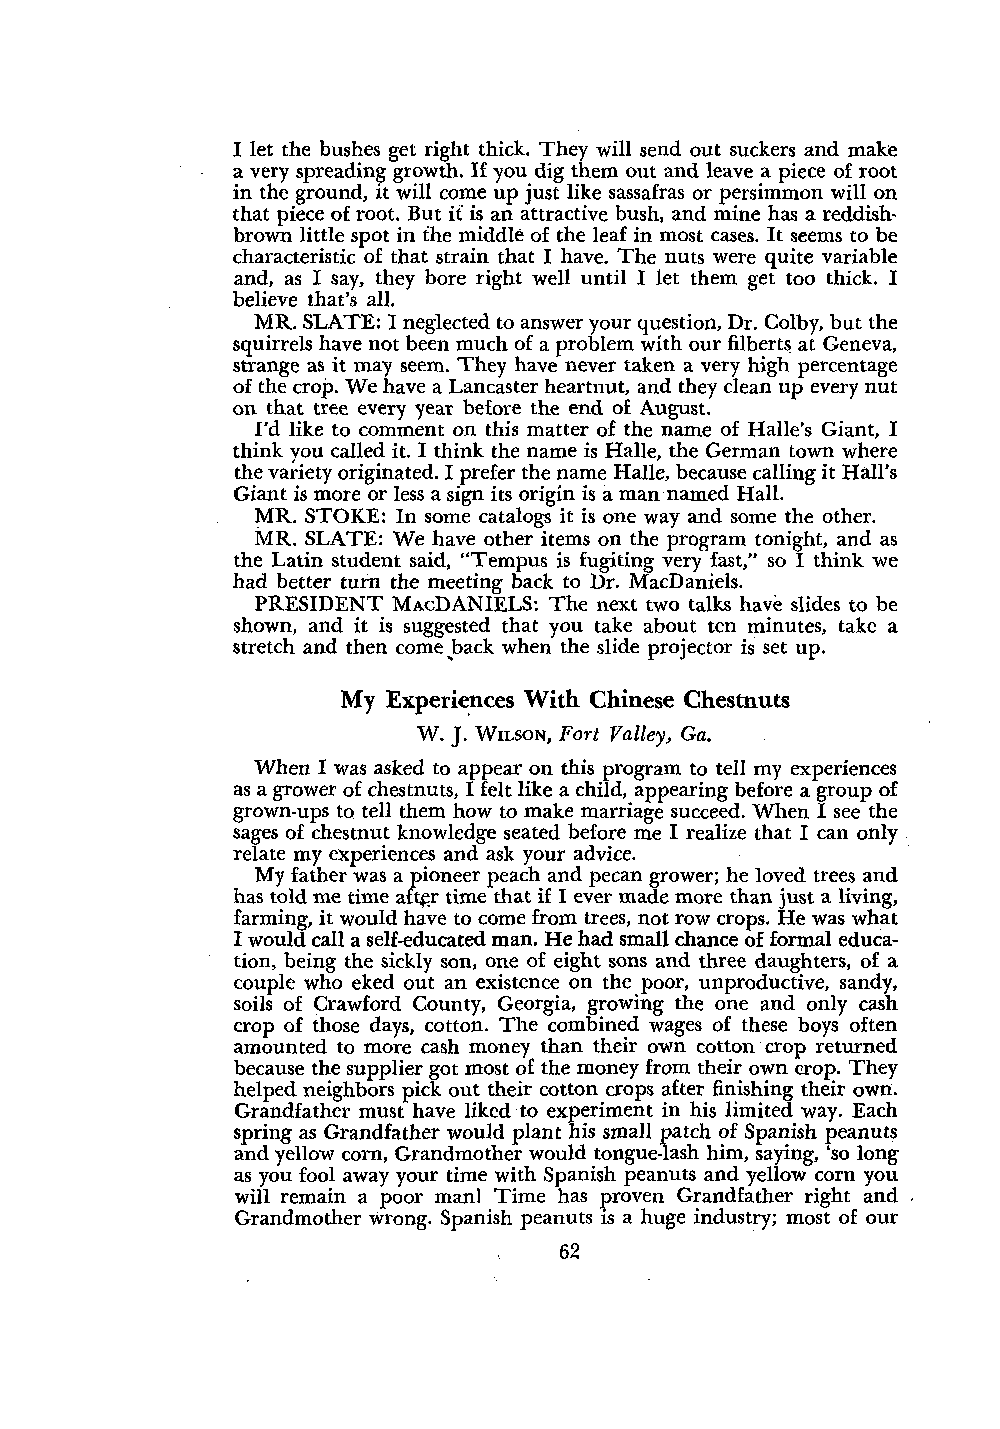 I let the bushes get right thick. They will send out suckers and make
a very spreading growth. If you dig them out and leave a piece of root
in the ground, it will come up just like sassafras or persimmon will on
that piece of root. But it is an attractive bush, and mine has a reddish-
brown little spot in the middle of the leaf in most cases. It seems to be
characteristic of that strain that I have. The nuts were quite variable
and, as I say, they bore right well until I let them get too thick. I
believe that's all.
MR. SLATE: I neglected to answer your question, Dr. Colby, but the
squirrels have not been much of a problem with our filberts at Geneva,
strange as it may seem. They have never taken a very high percentage
of the crop. We have a Lancaster heartnut, and they clean up every nut
on that tree every year before the end of August.
I'd like to comment on this matter of the name of Halle's Giant, I
think you called it. I think the name is Halle, the German town where
the variety originated. I prefer the name Halle, because calling it Hall's
Giant is more or less a sign its origin is a man named Hall.
MR. STOKE: In some catalogs it is one way and some the other.
MR. SLATE: We have other items on the program tonight, and as
the Latin student said, "Tempus is fugiting very fast," so I think we
had better turn the meeting back to Dr. MacDaniels.
PRESIDENT MACDANIELS: The next two talks have slides to be
shown, and it is suggested that you take about ten minutes, take a
stretch and then come back when the slide projector is set up.
My Experiences With Chinese Chestnuts
W. J. WILSON, Fort Valley, Ga.
When I was asked to appear on this program to tell my experiences
as a grower of chestnuts, I felt like a child, appearing before a group of
grown-ups to tell them how to make marriage succeed. When I see the
sages of chestnut knowledge seated before me I realize that I can only
relate my experiences and ask your advice.
My father was a pioneer peach and pecan grower; he loved trees and
has told me time after time that if I ever made more than just a living,
farming, it would have to come from trees, not row crops. He was what
I would call a self-educated man. He had small chance of formal educa-
tion, being the sickly son, one of eight sons and three daughters, of a
couple who eked out an existence on the poor, unproductive, sandy,
soils of Crawford County, Georgia, growing the one and only cash
crop of those days, cotton. The combined wages of these boys often
amounted to more cash money than their own cotton crop returned
because the supplier got most of the money from their own crop. They
helped neighbors pick out their cotton crops after finishing their own.
Grandfather must have liked to experiment in his limited way. Each
spring as Grandfather would plant his small patch of Spanish peanuts
and yellow corn, Grandmother would tongue-lash him, saying, 'so long
as you fool away your time with Spanish peanuts and yellow corn you
will remain a poor man! Time has proven Grandfather right and
Grandmother wrong. Spanish peanuts is a huge industry; most of our
62